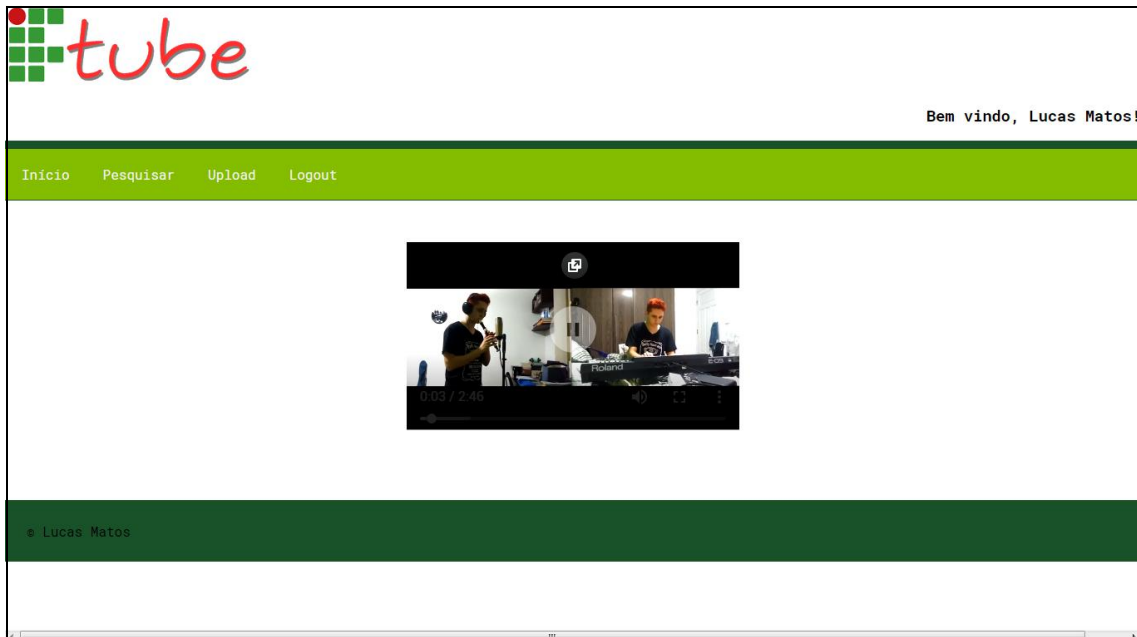 tube
Bem vindo, Lucas Matos!
Início Pesquisar Upload Logout
Roland
0:03 / 2:46
© Lucas Matos